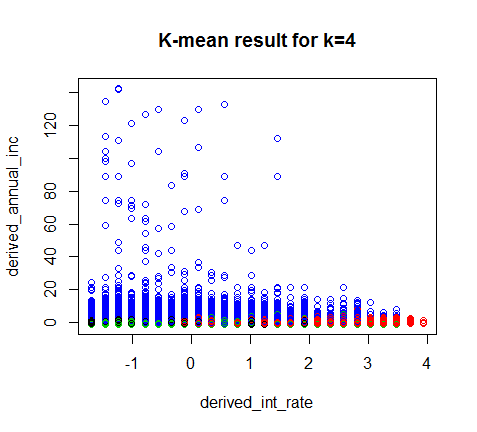 K-mean result for k=4
derived_annual_inc
120
80
60
40
20
0
-1 0 1 2 3 4
derived_int_rate